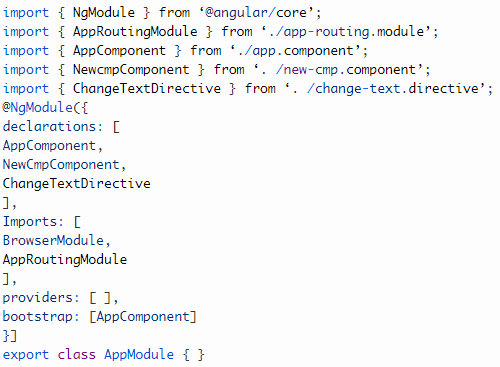 import { NgModule } from ‘@angular/core’;
import { AppRoutingModule } from ‘./app-routing.module’;
import { AppComponent } from ‘./app.component’;
import { NewcmpComponent } from ‘. /new-cmp.component’;
import { ChangeTextDirective } from ‘. /change-text.directive’;
@NgModule({
declarations: [
AppComponent,
NewCmpComponent,
ChangeTextDirective
],
Imports: [
BrowserModule,
AppRoutingModule
],
providers: [ ],
bootstrap: [AppComponent]
}]
export class AppModule { }